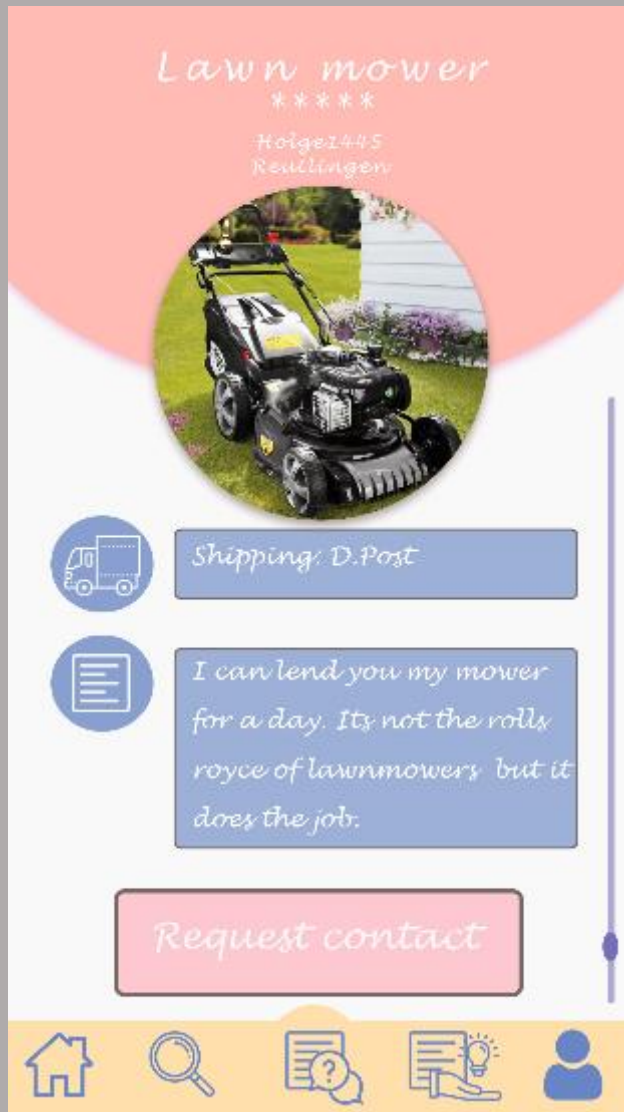 Lawn mower
*****
Holge1445
Reutlingen
Shipping: D.Post
I can lend you my mower
for a day. Its not the rolls
royce of lawnmowers but it
does the job.
Request contact
?